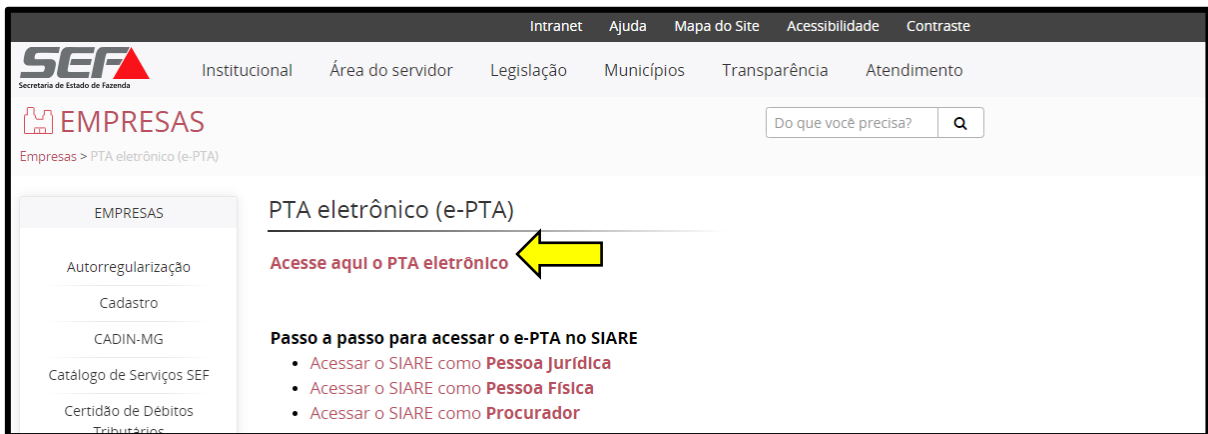 Intranet Ajuda Mapa do Site Acessibilidade Contraste
SEF
Secretaria de Estado de Fazenda
Institucional Área do servidor Legislação Municípios Transparência Atendimento
EMPRESAS
Do que você precisa?
Empresas > PTA eletrônico (e-PTA)
EMPRESAS
Autorregularização
Cadastro
CADIN-MG
Catálogo de Serviços SEF
Certidão de Débitos
Tributários
PTA eletrônico (e-PTA)
Acesse aqui o PTA eletrônico
Passo a passo para acessar o e-PTA no SIARE
• Acessar o SIARE como Pessoa Jurídica
• Acessar o SIARE como Pessoa Física
• Acessar o SIARE como Procurador